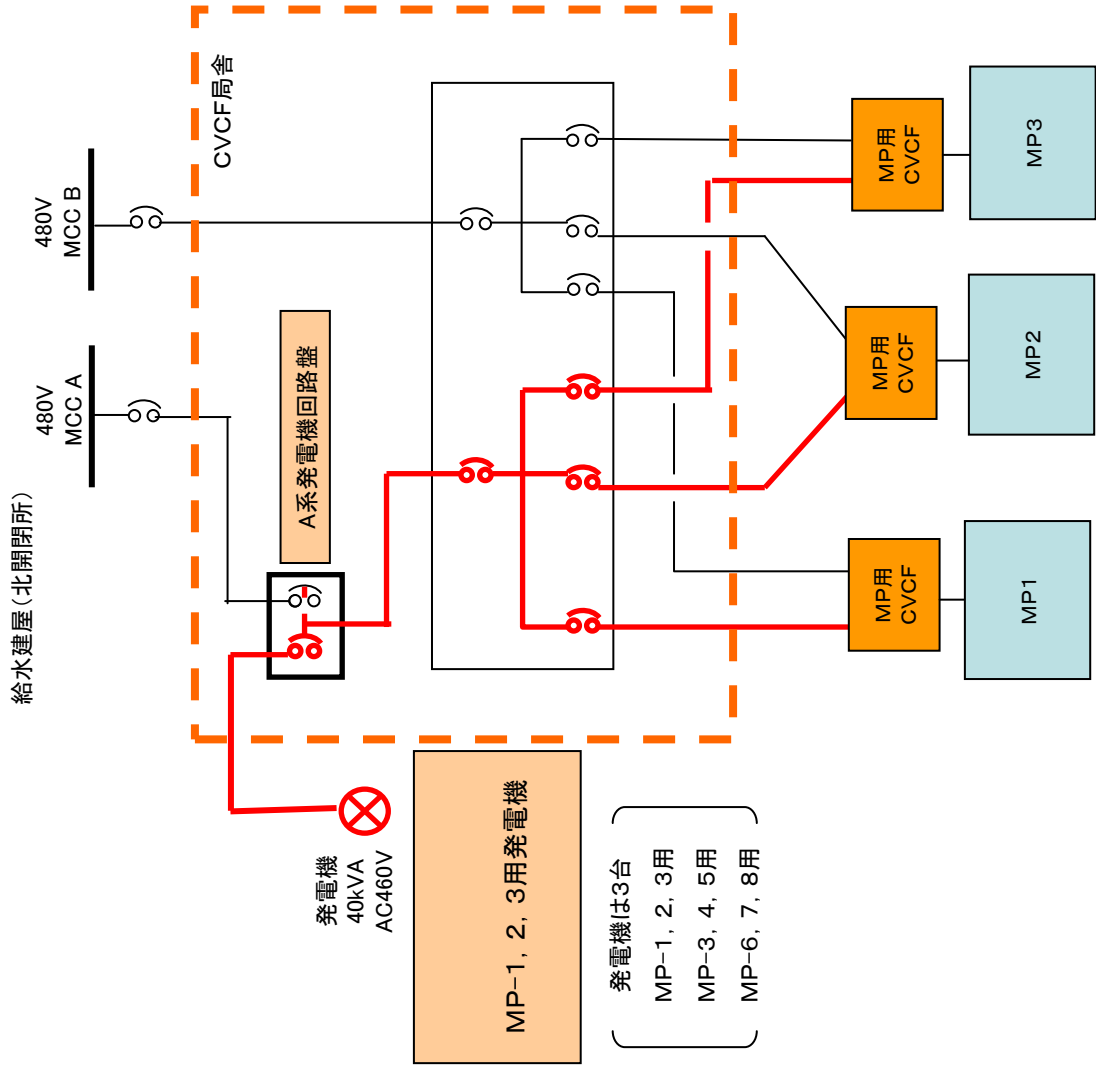 給水建屋(北開閉所)
480V
MCC A
480V
MCC B
CVCF局舎
A系発電機回路盤
発電機
40kVA
AC460V
MP-1, 2, 3用発電機
発電機は3台
MP-1, 2, 3用
MP-3, 4, 5用
MP-6, 7, 8用
MP用
CVCF
MP用
CVCF
MP用
CVCF
MP1
MP2
MP3